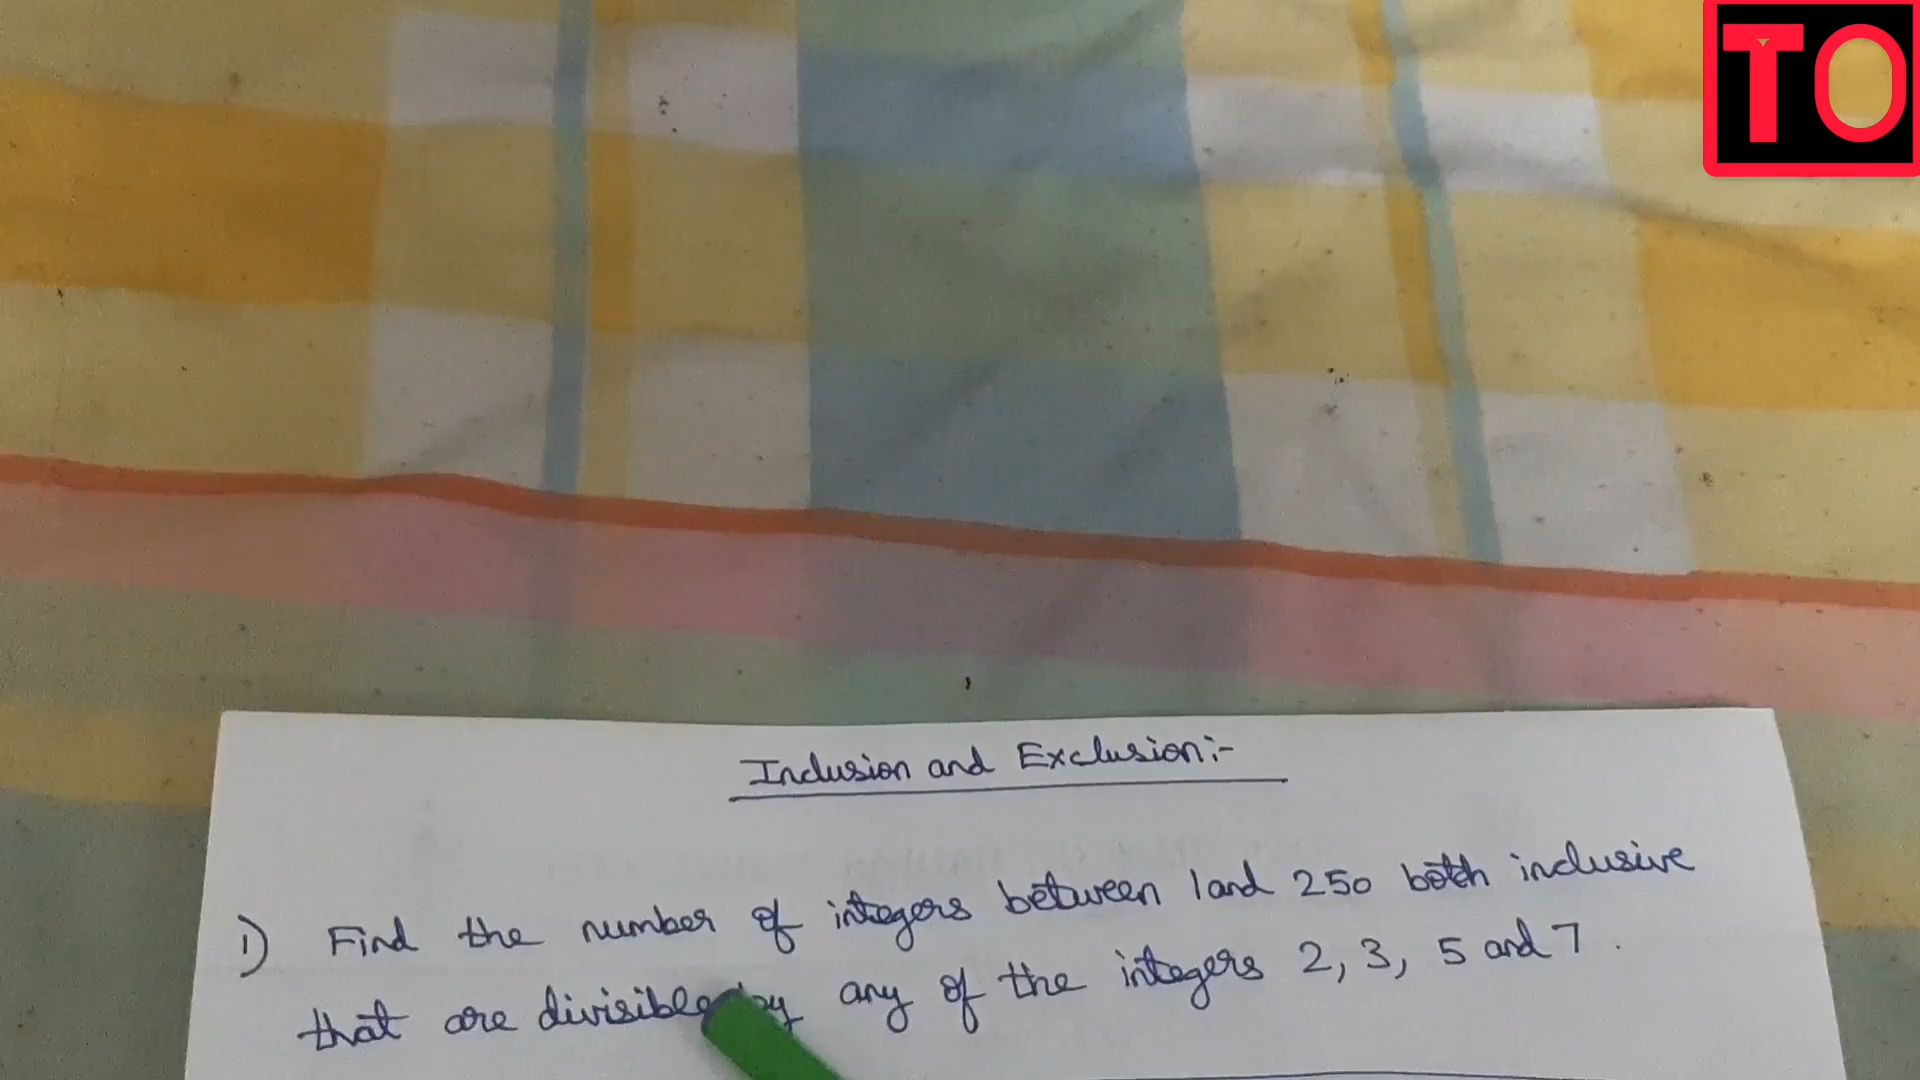 TO
Inclusion and Exclusion:-
1) Find the number of integers between 1 and 250 both inclusive
that are divisible by any of the integers 2, 3, 5 and 7.